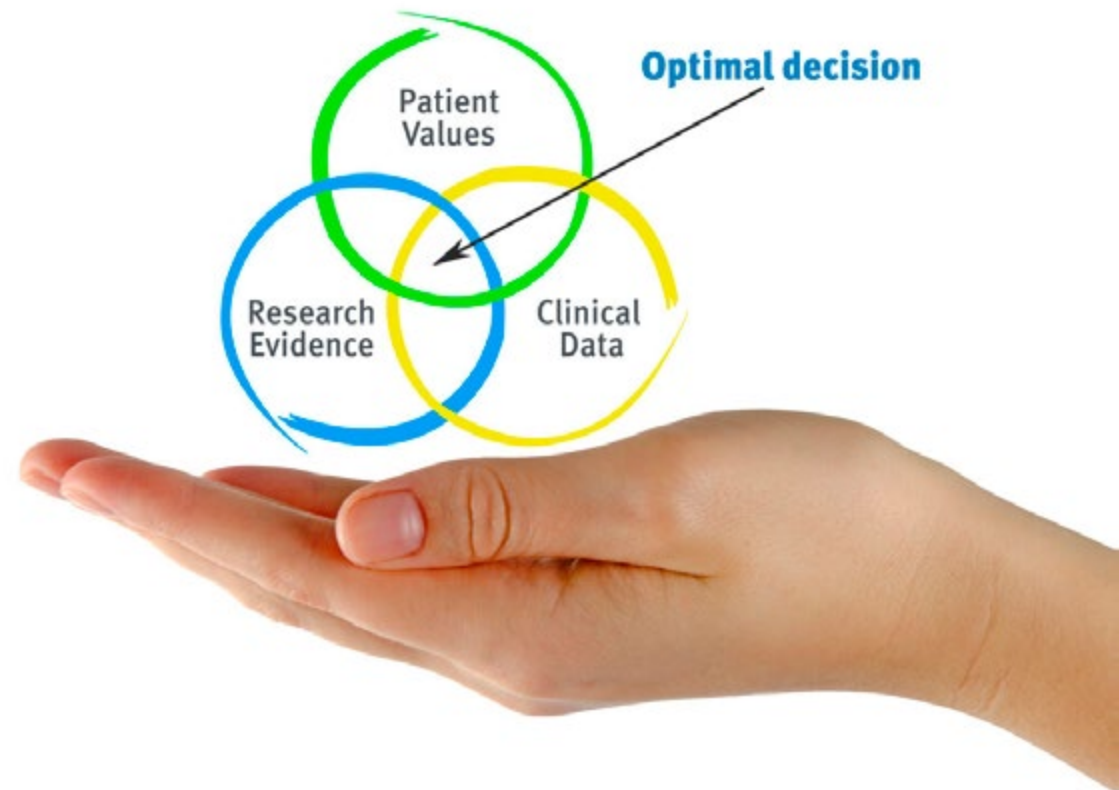 Optimal decision
Patient
Values
Research
Evidence
Clinical
Data